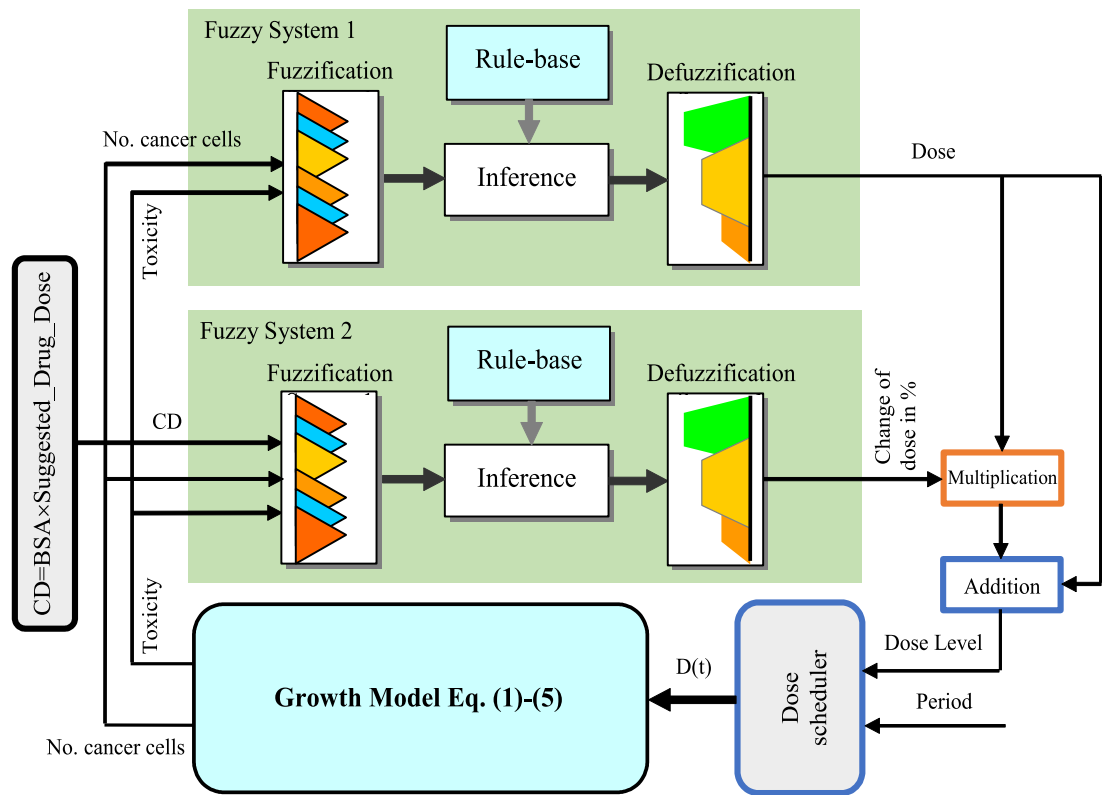 Fuzzy System 1
Rule-base
Fuzzification
Defuzzification
No. cancer cells
Inference
Dose
Toxicity
CD=BSA×Suggested_Drug_Dose
Fuzzy System 2
Rule-base
Fuzzification
Defuzzification
CD
Inference
Change of
dose in %
Multiplication
Toxicity
Addition
Dose Level
D(t)
Growth Model Eq. (1)-(5)
Dose
scheduler
Period
No. cancer cells